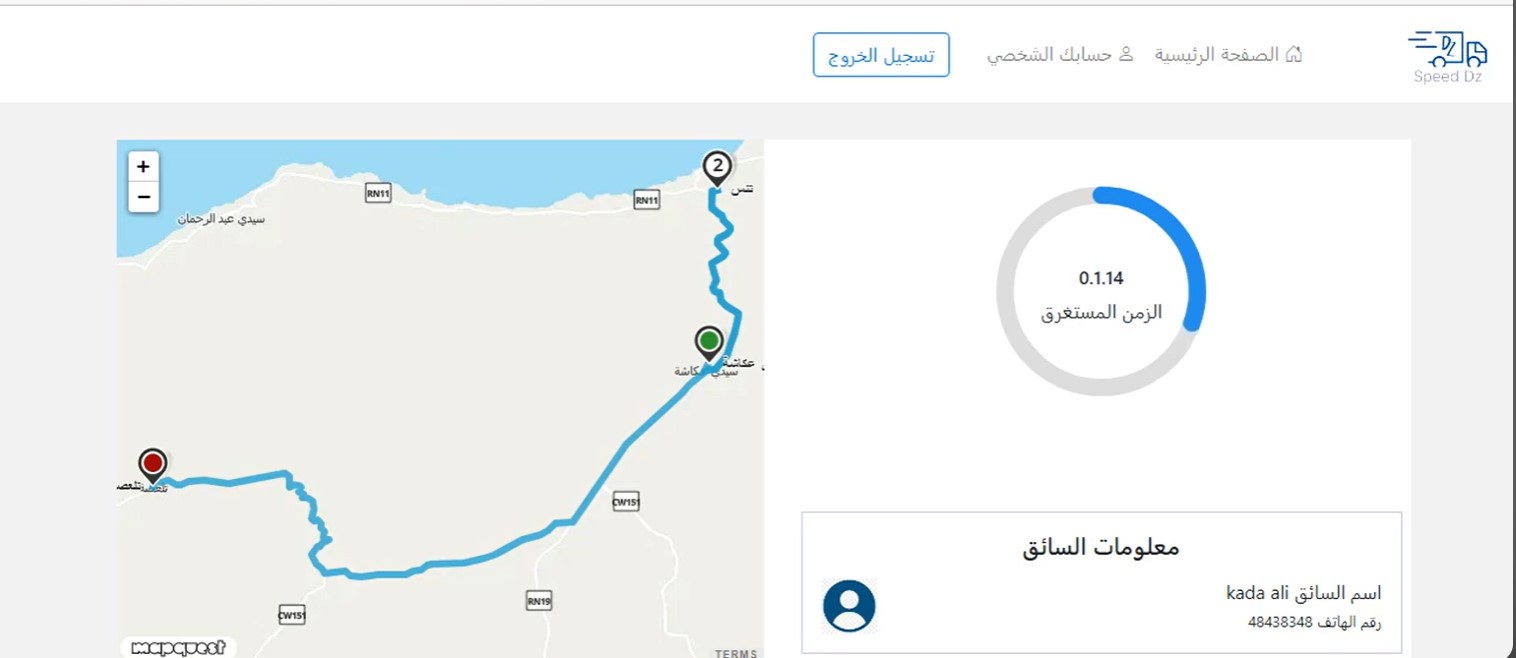 Speed Dz
الصفحة الرئيسية
حسابك الشخصي
تسجيل الخروج
+
−
2
تنس
RN11
RN11
سيدي عبد الرحمان
سيدي عكاشة
عكاشة
تلعصة
CW151
RN19
CW151
mapquest
TERMS
0.1.14
الزمن المستغرق
معلومات السائق
اسم السائق kada ali
رقم الهاتف 48438348